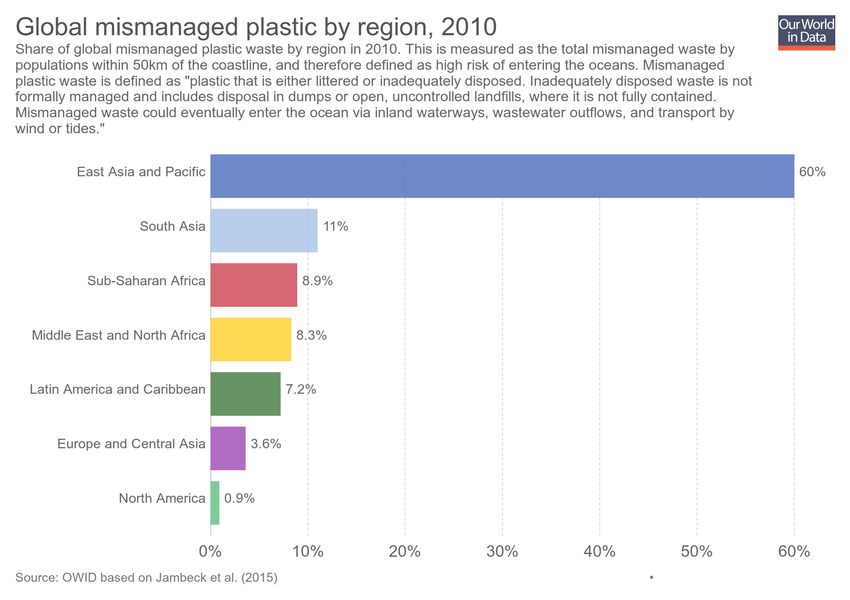 Global mismanaged plastic by region, 2010
Our World
in Data
Share of global mismanaged plastic waste by region in 2010. This is measured as the total mismanaged waste by
populations within 50km of the coastline, and therefore defined as high risk of entering the oceans. Mismanaged
plastic waste is defined as "plastic that is either littered or inadequately disposed. Inadequately disposed waste is not
formally managed and includes disposal in dumps or open, uncontrolled landfills, where it is not fully contained.
Mismanaged waste could eventually enter the ocean via inland waterways, wastewater outflows, and transport by
wind or tides."
East Asia and Pacific 60%
South Asia 11%
Sub-Saharan Africa 8.9%
Middle East and North Africa 8.3%
Latin America and Caribbean 7.2%
Europe and Central Asia 3.6%
North America 0.9%
0% 10% 20% 30% 40% 50% 60%
Source: OWID based on Jambeck et al. (2015)